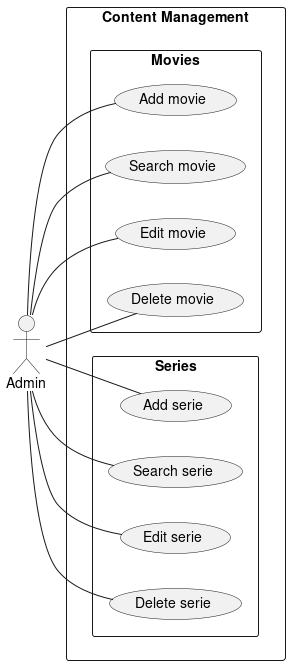 Content Management
Movies
Add movie
Search movie
Edit movie
Delete movie
Admin
Series
Add serie
Search serie
Edit serie
Delete serie